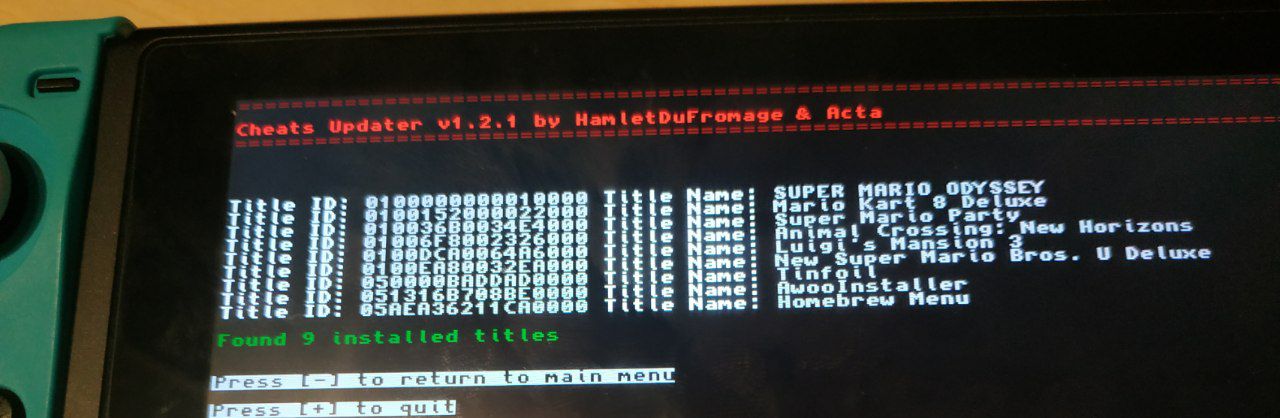 Cheats Updater v1.2.1 by HamletDuFromage & Acta
Title ID: 0100000000010000 Title Name: SUPER MARIO ODYSSEY
Title ID: 0100152000022000 Title Name: Mario Kart 8 Deluxe
Title ID: 010036B0034E4000 Title Name: Super Mario Party
Title ID: 01006F8002326000 Title Name: Animal Crossing: New Horizons
Title ID: 0100DCA0064A6000 Title Name: Luigi's Mansion 3
Title ID: 0100EA80032EA000 Title Name: New Super Mario Bros. U Deluxe
Title ID: 050000BADDAD0000 Title Name: Tinfoil
Title ID: 051316B708BE0000 Title Name: AwooInstaller
Title ID: 05AEA36211CA0000 Title Name: Homebrew Menu
Found 9 installed titles
Press [-] to return to main menu
Press [+] to quit